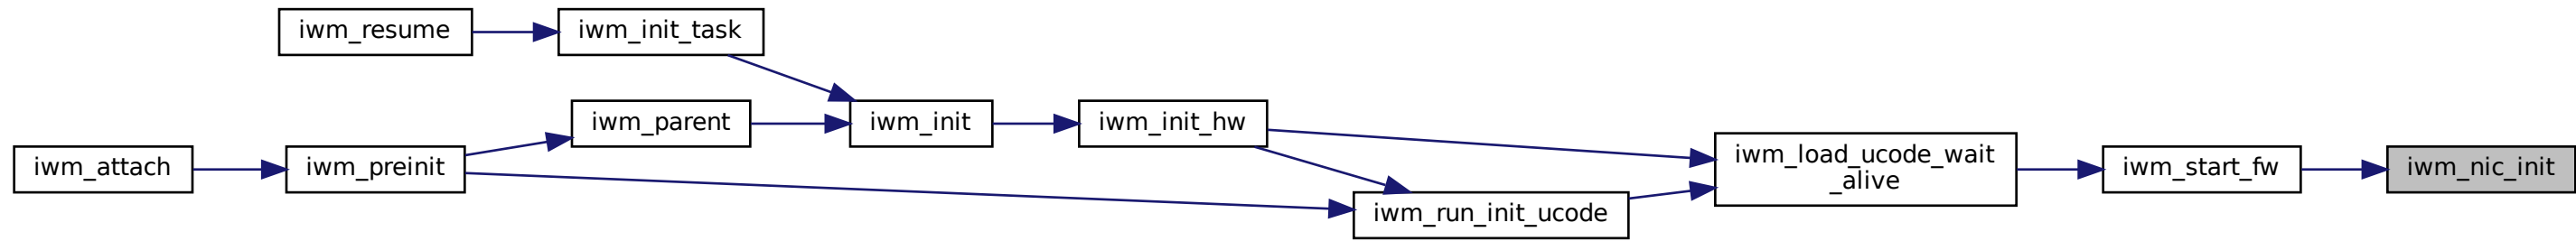 iwm_resume
iwm_init_task
iwm_attach
iwm_preinit
iwm_parent
iwm_init
iwm_init_hw
iwm_run_init_ucode
iwm_load_ucode_wait
_alive
iwm_start_fw
iwm_nic_init